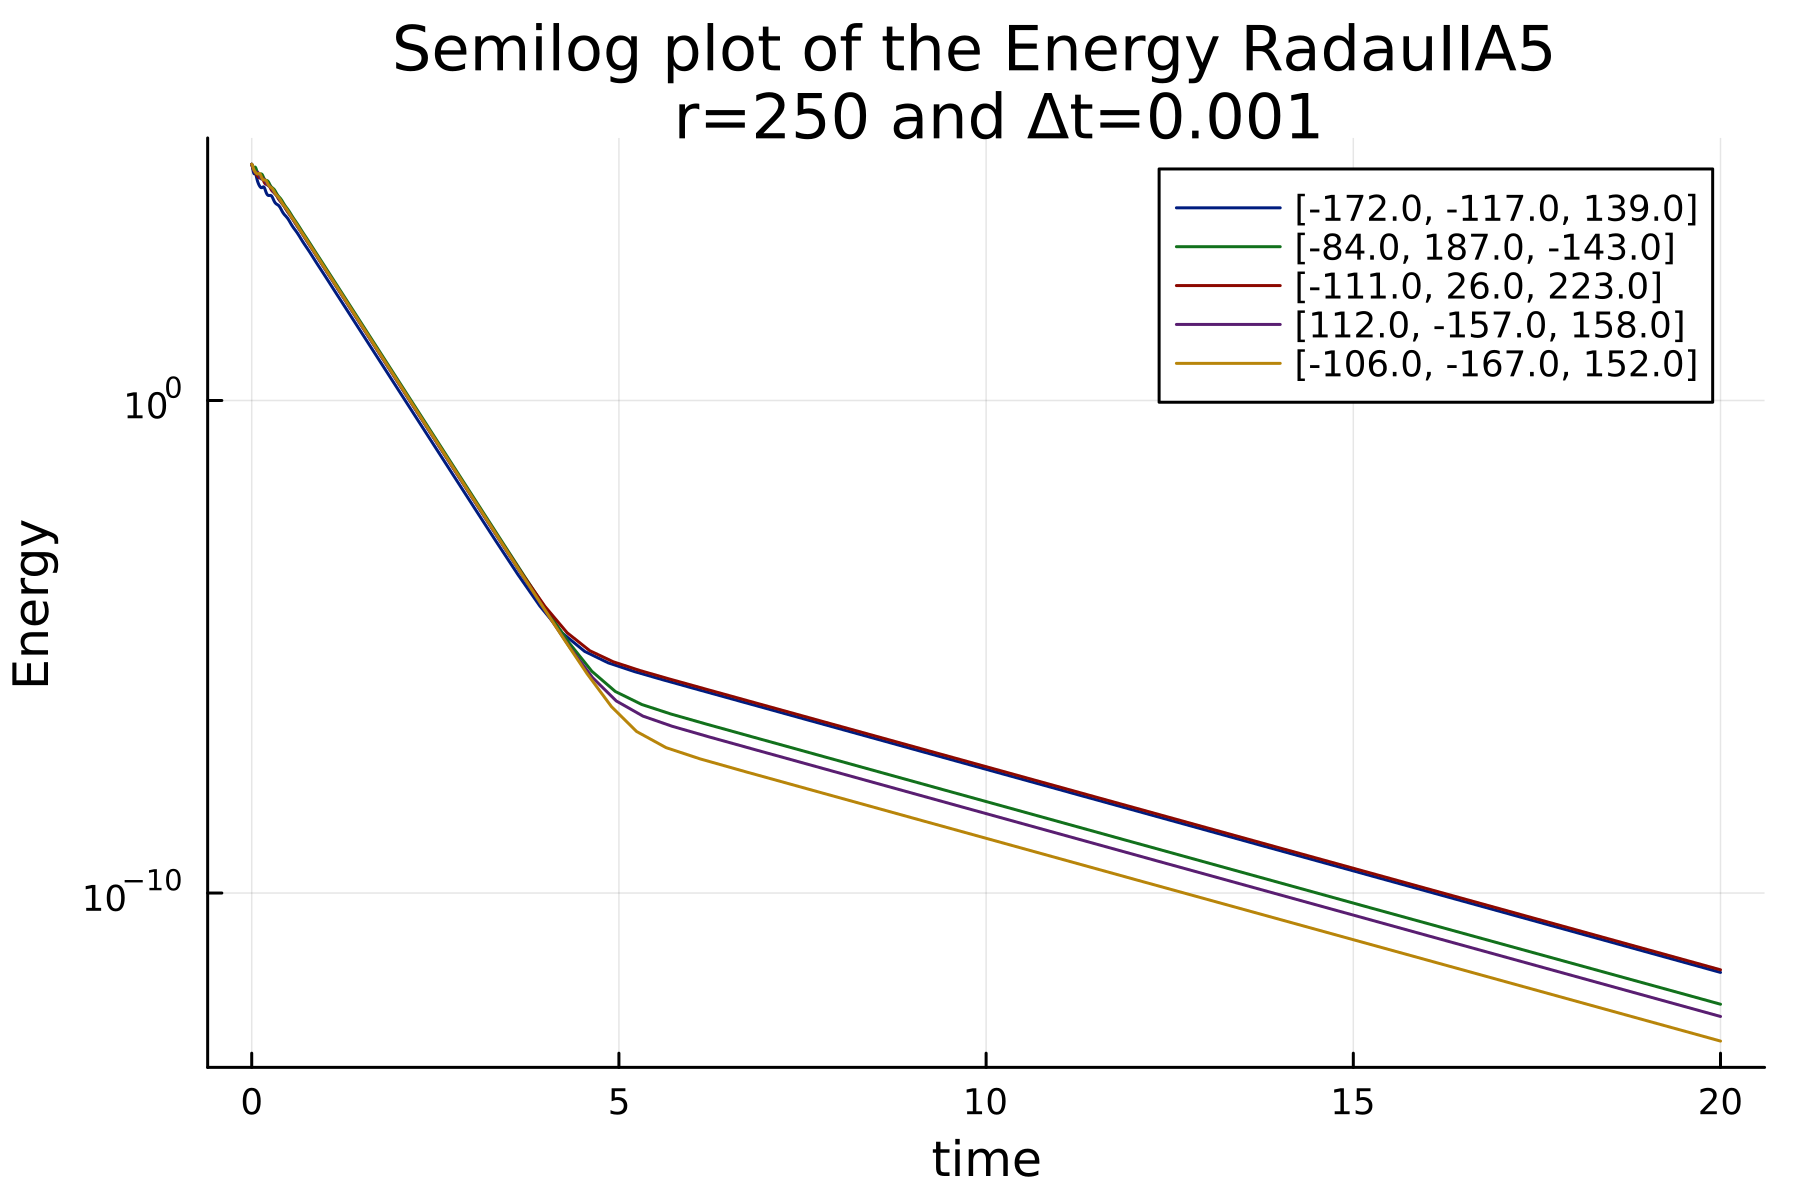 Semilog plot of the Energy RadauIIA5
r=250 and Δt=0.001
[-172.0, -117.0, 139.0]
[-84.0, 187.0, -143.0]
[-111.0, 26.0, 223.0]
[112.0, -157.0, 158.0]
[-106.0, -167.0, 152.0]
10⁰
Energy
10⁻¹⁰
0 5 10 15 20
time